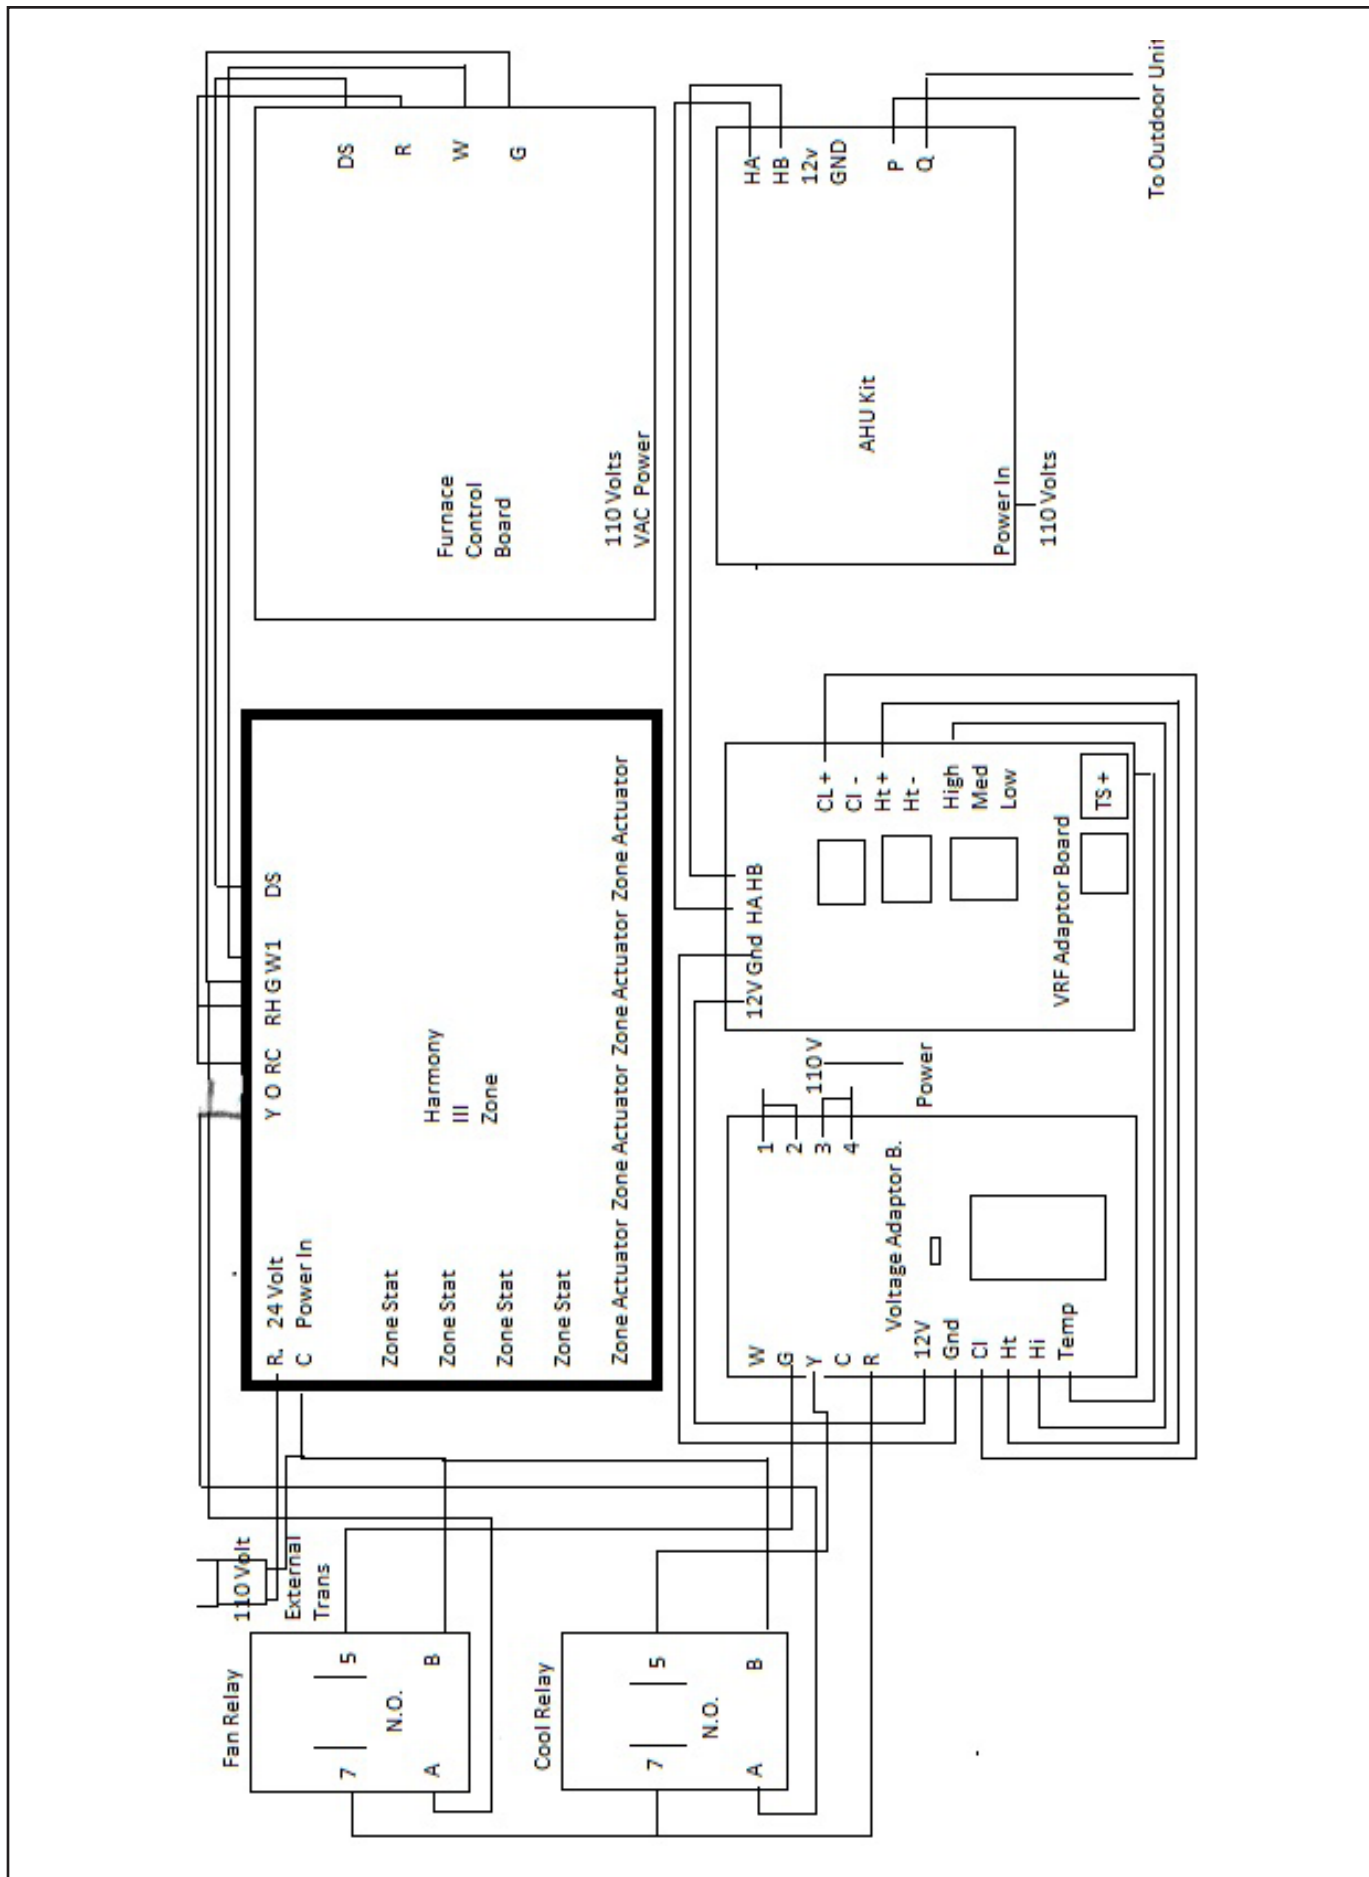 Fan Relay
7
5
N.O.
A
B
110 Volt
External
Trans
Cool Relay
7
5
N.O.
A
B
R. 24 Volt
C Power In
Y O RC RH G W1 DS
Zone Stat
Zone Stat
Zone Stat
Zone Stat
Harmony
III
Zone
Zone Actuator Zone Actuator Zone Actuator Zone Actuator Zone Actuator
Furnace
Control
Board
110 Volts
VAC Power
DS
R
W
G
W
G
Y
C
R
Voltage Adaptor B.
12V
Gnd
Cl
Ht
Hi
Temp
1
2
3
4
110 V
Power
12V Gnd HA HB
CL +
Cl -
Ht +
Ht -
High
Med
Low
VRF Adaptor Board
TS +
HA
HB
12v
GND
P
Q
AHU Kit
Power In
110 Volts
To Outdoor Unit